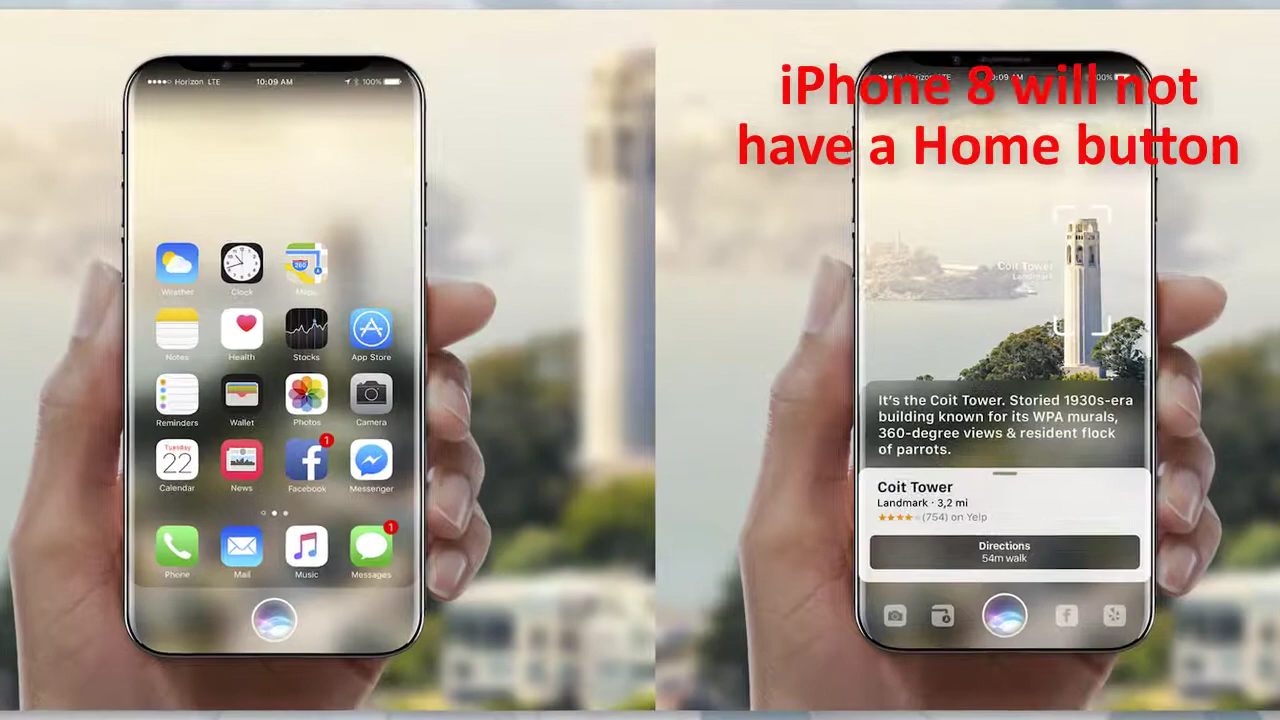 Horizon LTE
10:09 AM
100%
Weather
Clock
Maps
Notes
Health
Stocks
App Store
Reminders
Wallet
Photos
Camera
Tuesday
22
Calendar
News
1
Facebook
Messenger
Phone
Mail
Music
1
Messages
iPhone 8 will not
have a Home button
Coit Tower
Landmark
It's the Coit Tower. Storied 1930s-era
building known for its WPA murals,
360-degree views & resident flock
of parrots.
Coit Tower
Landmark · 3,2 mi
(754) on Yelp
Directions
54m walk